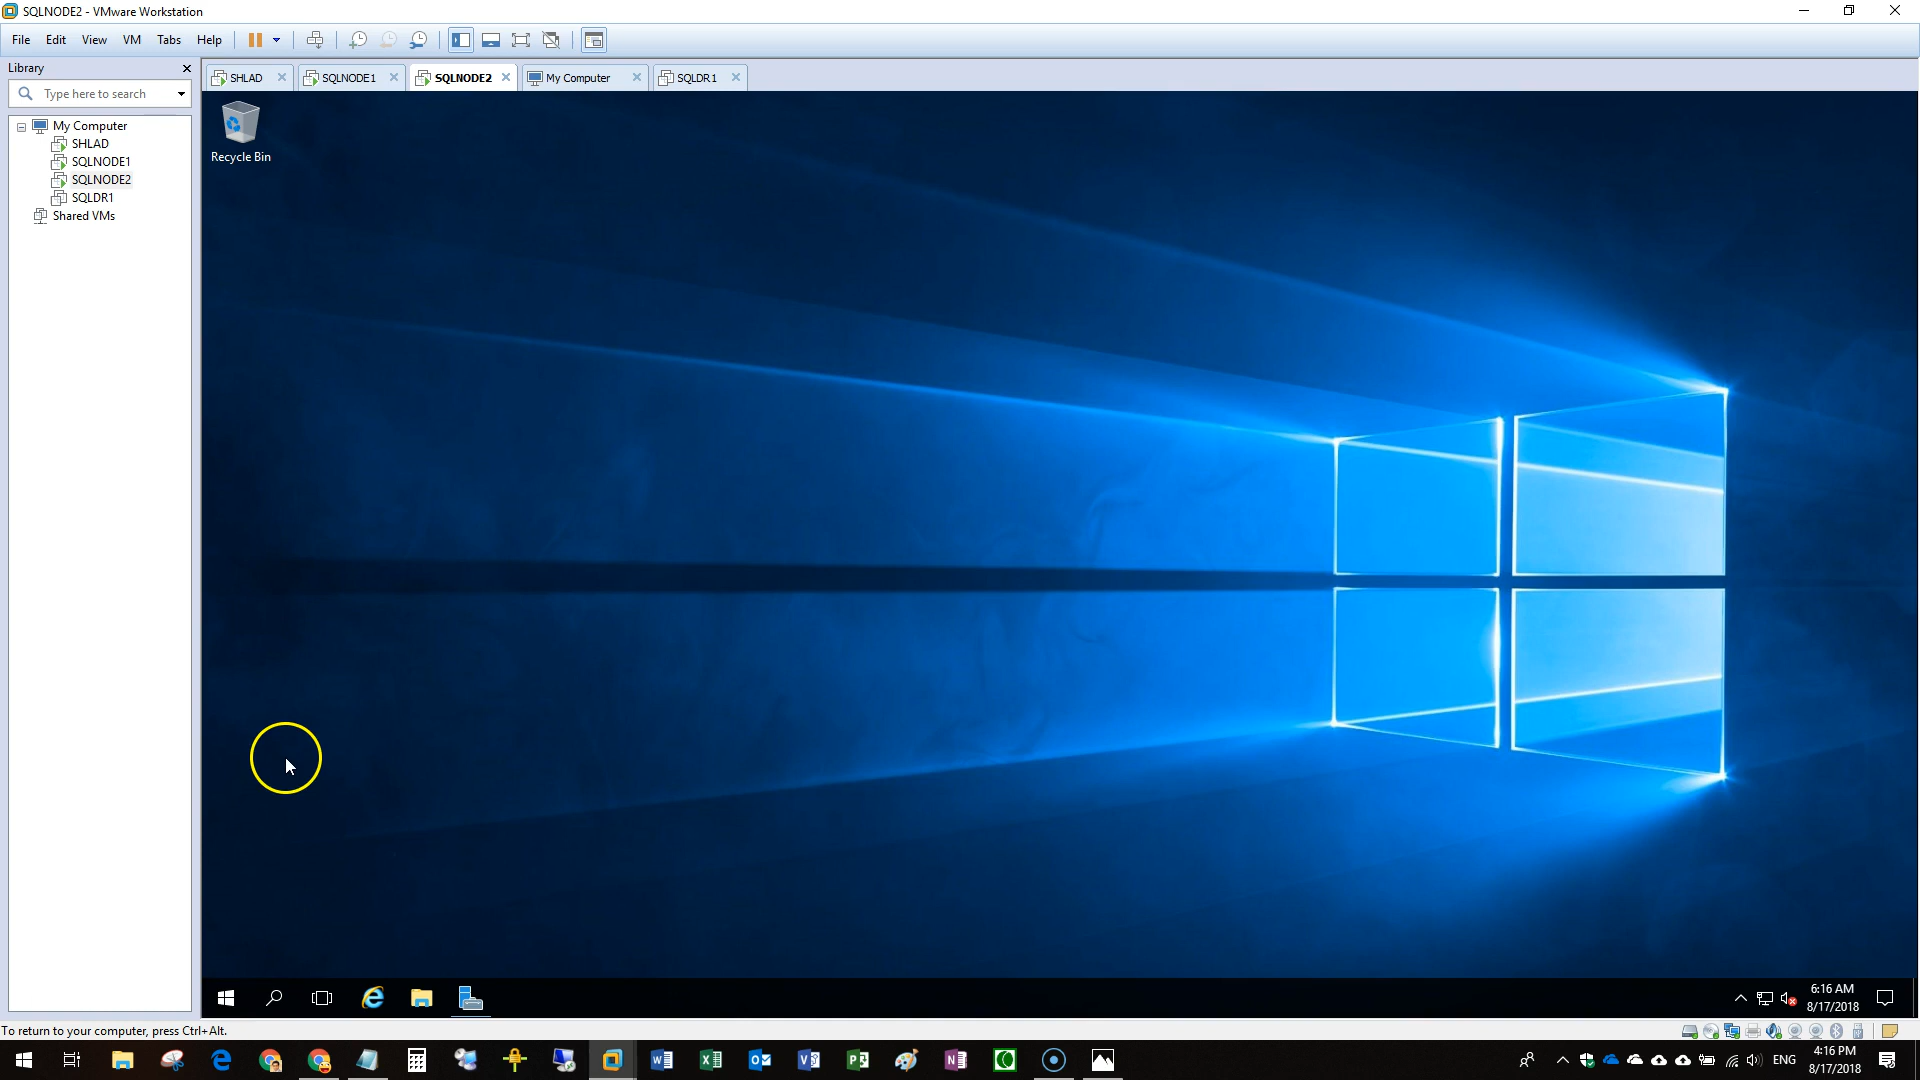 SQLNODE2 - VMware Workstation
File Edit View VM Tabs Help
Library
Type here to search
My Computer
SHLAD
SQLNODE1
SQLNODE2
SQLDR1
Shared VMs
SHLAD SQLNODE1 SQLNODE2 My Computer SQLDR1
Recycle Bin
6:16 AM
8/17/2018
To return to your computer, press Ctrl+Alt.
ENG
4:16 PM
8/17/2018